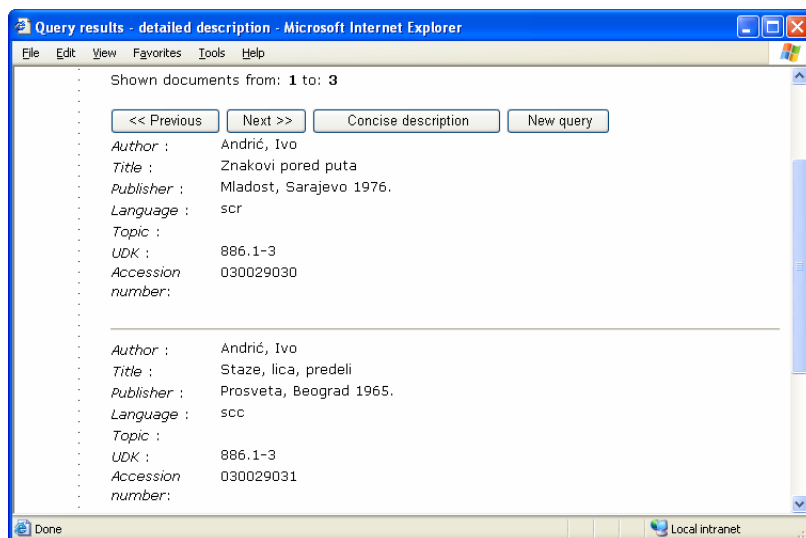 Query results - detailed description - Microsoft Internet Explorer
File Edit View Favorites Tools Help
Shown documents from: 1 to: 3
<< Previous Next >> Concise description New query
Author : Andrić, Ivo
Title : Znakovi pored puta
Publisher : Mladost, Sarajevo 1976.
Language : scr
Topic :
UDK : 886.1-3
Accession 030029030
number:
Author : Andrić, Ivo
Title : Staze, lica, predeli
Publisher : Prosveta, Beograd 1965.
Language : scc
Topic :
UDK : 886.1-3
Accession 030029031
number:
Done Local intranet